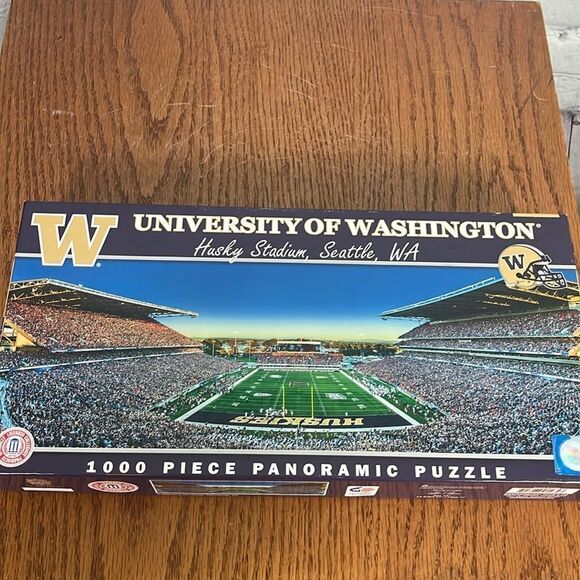 W UNIVERSITY OF WASHINGTON®
Husky Stadium, Seattle, WA
W
HUSKIES
1000 PIECE PANORAMIC PUZZLE